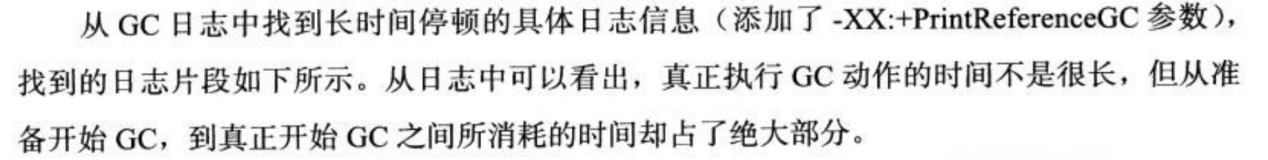 从 GC 日志中找到长时间停顿的具体日志信息（添加了 -XX:+PrintReferenceGC 参数），
找到的日志片段如下所示。从日志中可以看出，真正执行 GC 动作的时间不是很长，但从准
备开始 GC，到真正开始 GC 之间所消耗的时间却占了绝大部分。